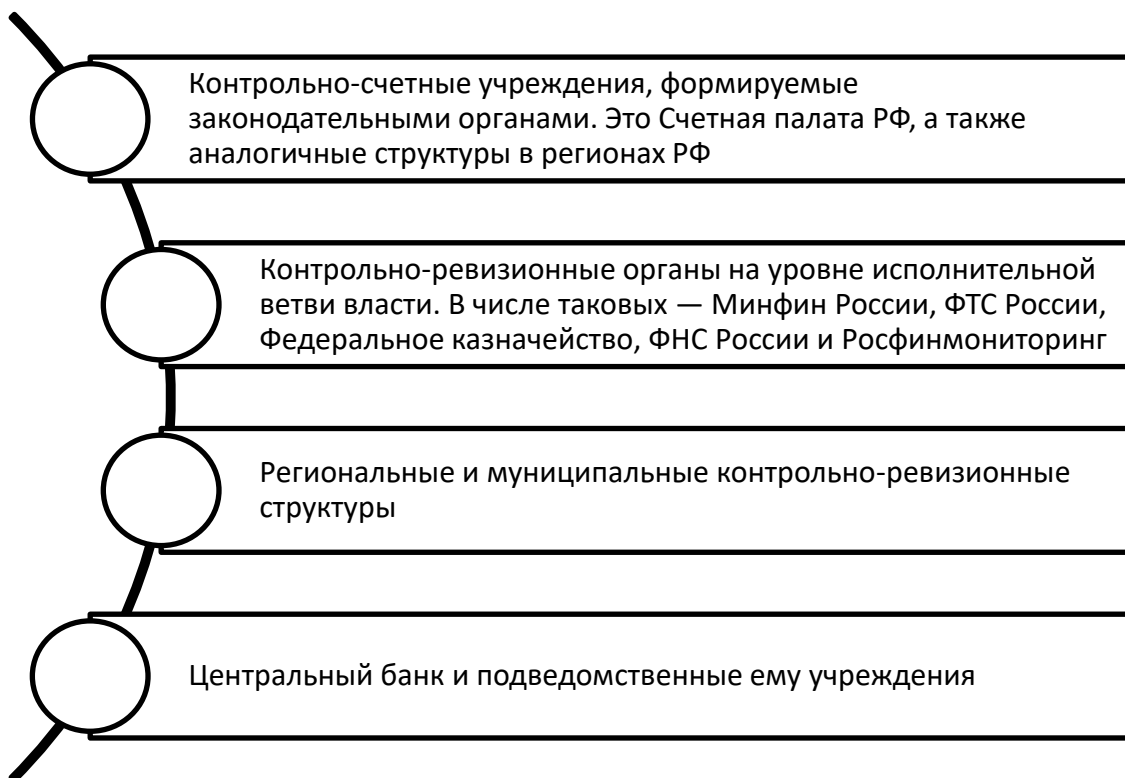 Контрольно-счетные учреждения, формируемые
законодательными органами. Это Счетная палата РФ, а также
аналогичные структуры в регионах РФ
Контрольно-ревизионные органы на уровне исполнительной
ветви власти. В числе таковых — Минфин России, ФТС России,
Федеральное казначейство, ФНС России и Росфинмониторинг
Региональные и муниципальные контрольно-ревизионные
структуры
Центральный банк и подведомственные ему учреждения